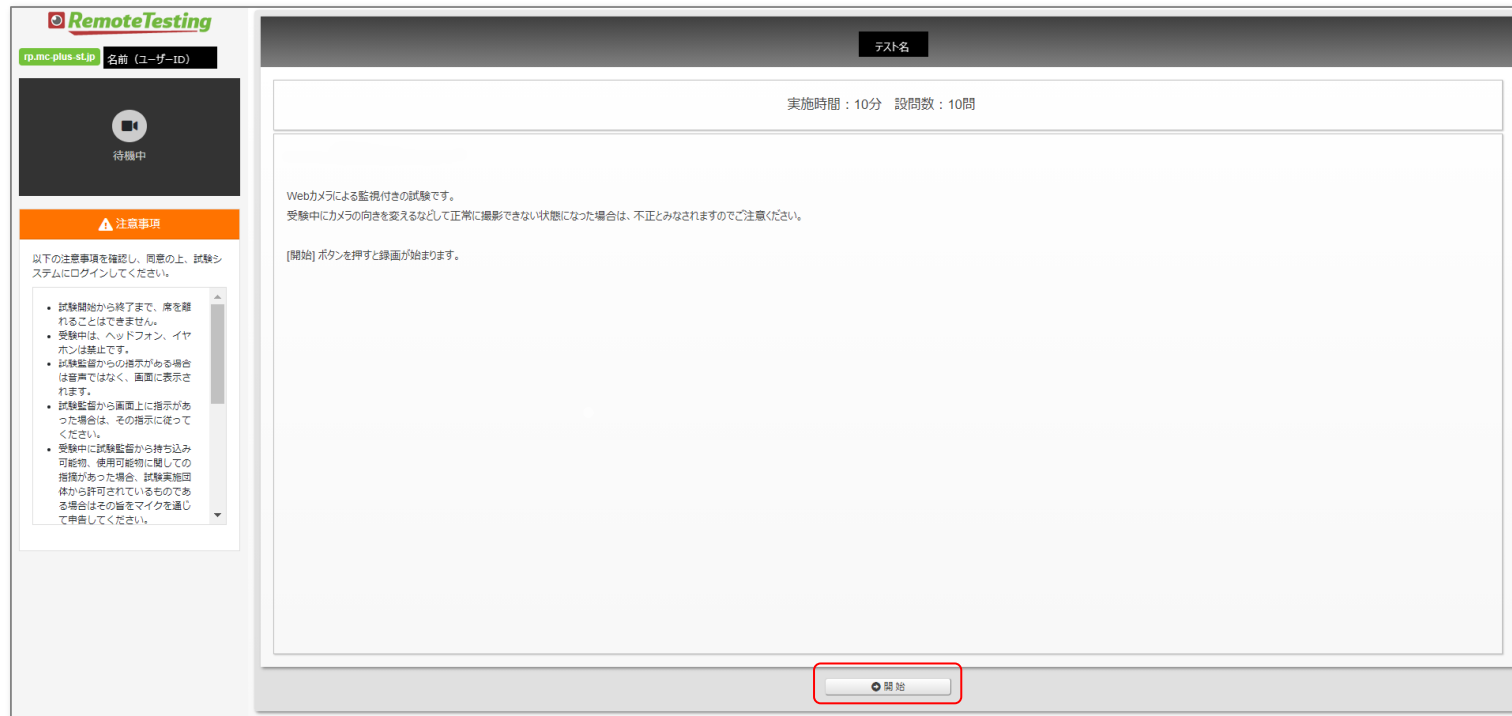 RemoteTesting
rp.mc-plus-st.jp 名前（ユーザーID）
待機中
注意事項
以下の注意事項を確認し、同意の上、試験シ
ステムにログインしてください。
• 試験開始から終了まで、席を離
れることはできません。
• 受験中は、ヘッドフォン、イヤ
ホンは禁止です。
• 試験監督からの指示がある場合
は音声ではなく、画面に表示さ
れます。
• 試験監督から画面上に指示があ
った場合は、その指示に従って
ください。
• 受験中に試験監督から持ち込み
可能物、使用可能物に関しての
指摘があった場合、試験実施団
体から許可されているものであ
る場合はその旨をマイクを通じ
て申告してください。
テスト名
実施時間：10分　設問数：10問
Webカメラによる監視付きの試験です。
受験中にカメラの向きを変えるなどして正常に撮影できない状態になった場合は、不正とみなされますのでご注意ください。
[開始] ボタンを押すと録画が始まります。
開始